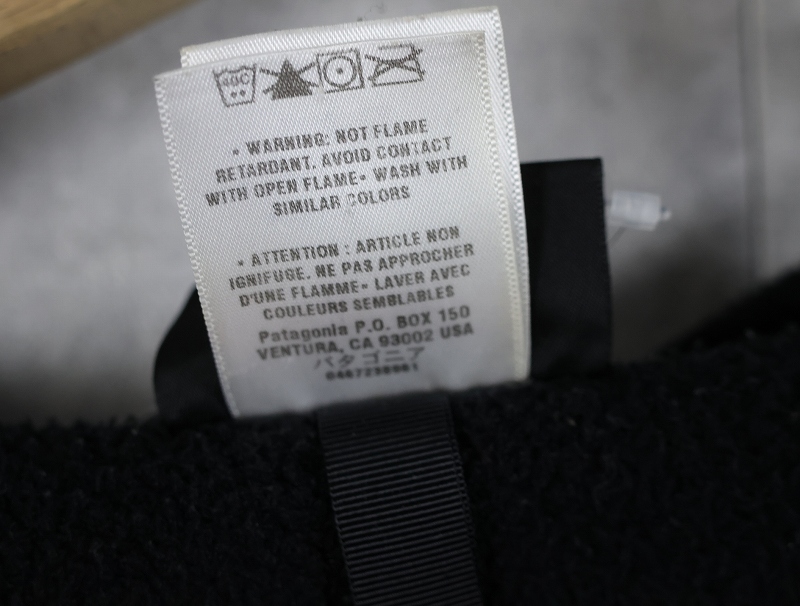 40C
• WARNING: NOT FLAME
RETARDANT. AVOID CONTACT
WITH OPEN FLAME• WASH WITH
SIMILAR COLORS
• ATTENTION : ARTICLE NON
IGNIFUGE. NE PAS APPROCHER
D'UNE FLAMME• LAVER AVEC
COULEURS SEMBLABLES
Patagonia P.O. BOX 150
VENTURA, CA 93002 USA
パタゴニア